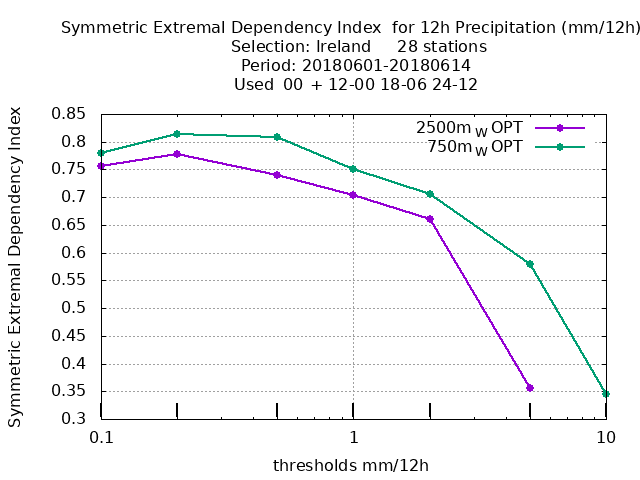 Symmetric Extremal Dependency Index  for 12h Precipitation (mm/12h)
Selection: Ireland     28 stations
Period: 20180601-20180614
Used  00  + 12-00 18-06 24-12
Symmetric Extremal Dependency Index
0.85
0.8
0.75
0.7
0.65
0.6
0.55
0.5
0.45
0.4
0.35
0.3
2500m W OPT
750m W OPT
0.1
1
10
thresholds mm/12h